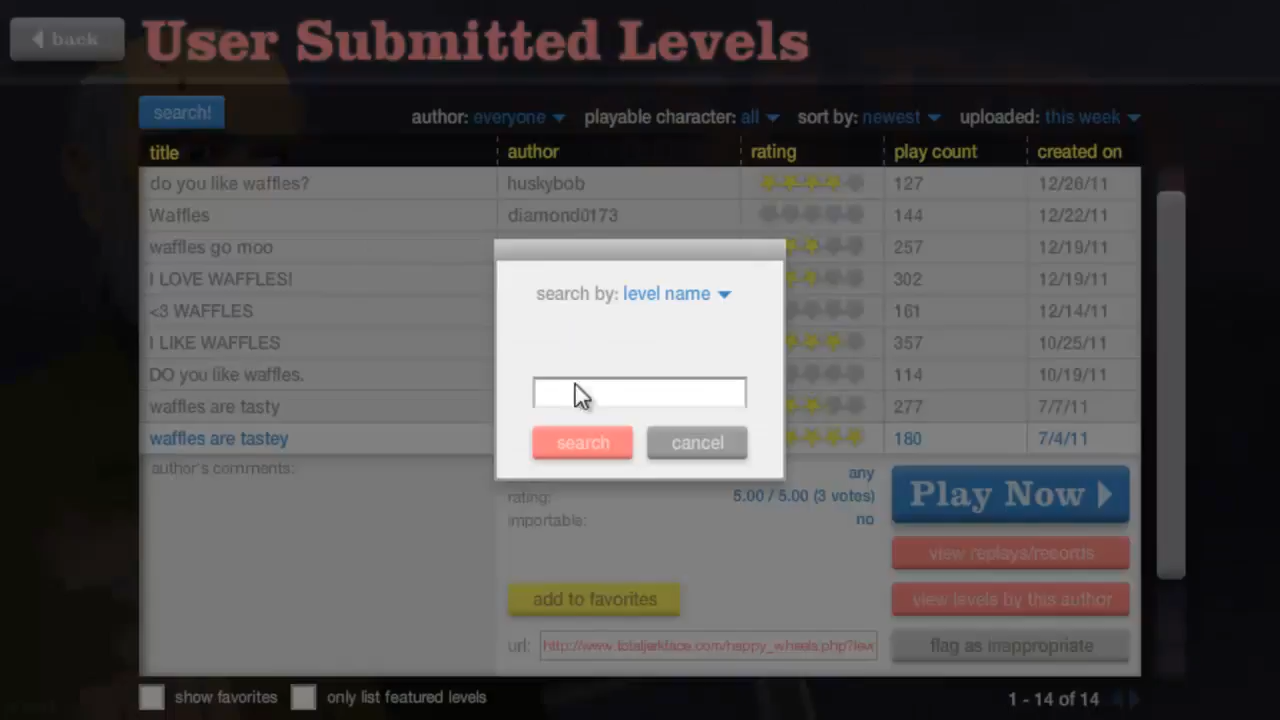 back
User Submitted Levels
search!
author: everyone
playable character: all
sort by: newest
uploaded: this week
title author rating play count created on
do you like waffles? huskybob 127 12/26/11
Waffles diamond0173 144 12/22/11
waffles go moo 257 12/19/11
I LOVE WAFFLES! 302 12/19/11
<3 WAFFLES 161 12/14/11
I LIKE WAFFLES 357 10/25/11
DO you like waffles. 114 10/19/11
waffles are tasty 277 7/7/11
waffles are tastey 180 7/4/11
search by: level name
search
cancel
author's comments:
any
rating: 5.00 / 5.00 (3 votes)
importable: no
add to favorites
url: http://www.totaljerkface.com/happy_wheels.php?lev
Play Now
view replays/records
view levels by this author
flag as inappropriate
show favorites
only list featured levels
1 - 14 of 14